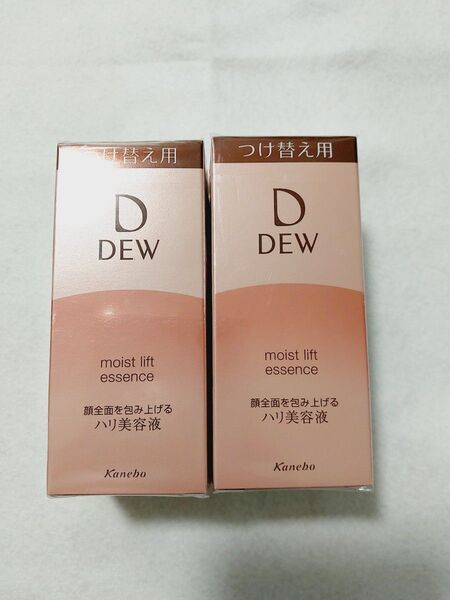 つけ替え用
D
DEW
moist lift
essence
顔全面を包み上げる
ハリ美容液
Kanebo
つけ替え用
D
DEW
moist lift
essence
顔全面を包み上げる
ハリ美容液
Kanebo